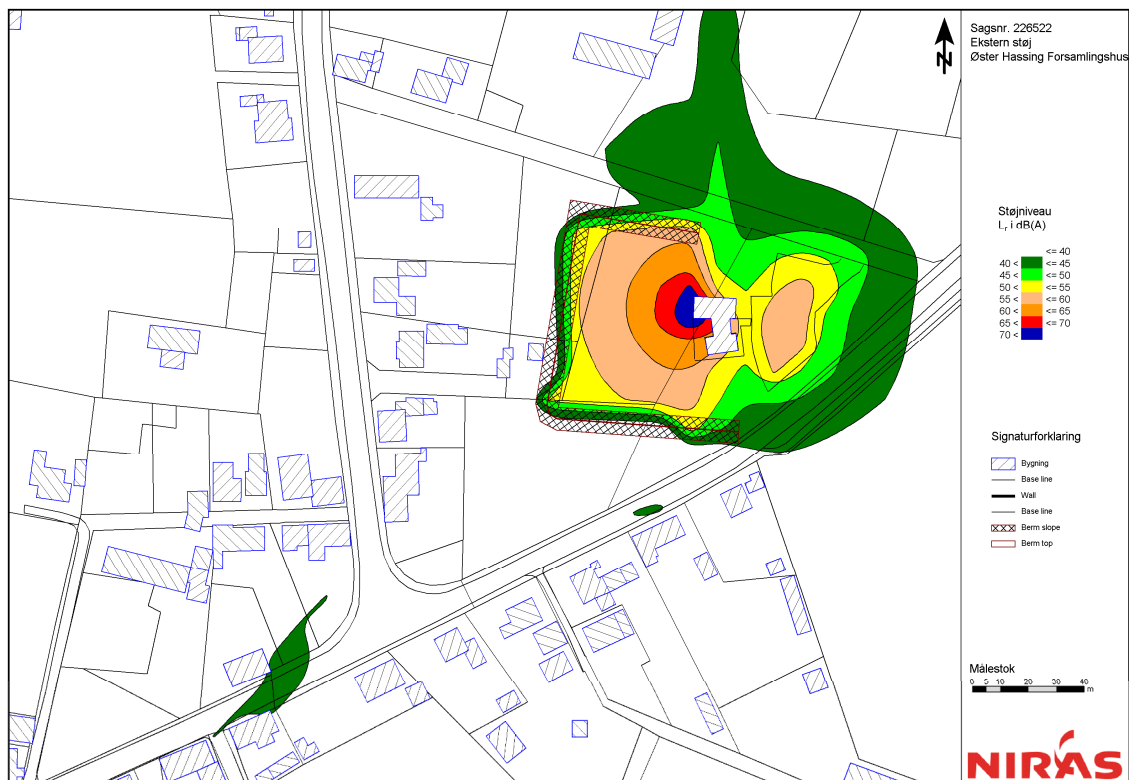 Sagsnr. 226522
Ekstern støj
Øster Hassing Forsamlingshus
N
Støjniveau
Lr i dB(A)
<= 40
40 < <= 45
45 < <= 50
50 < <= 55
55 < <= 60
60 < <= 65
65 < <= 70
70 <
Signaturforklaring
Bygning
Base line
Wall
Base line
Berm slope
Berm top
Målestok
0 5 10 20 30 40
m
NIRAS